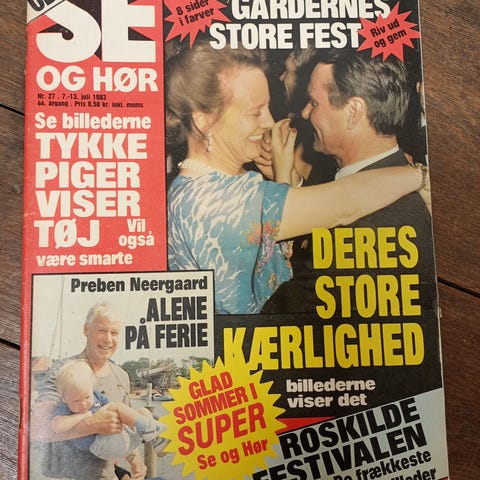 SE
OG HØR
Nr. 27 . 7.-13. juli 1983
44. årgang . Pris 9,50 kr. inkl. moms
8 sider
i farver
GARDERNES
STORE FEST
Riv ud
og gem
Se billederne
TYKKE
PIGER
VISER
TØJ Vil
også
være smarte
DERES
STORE
KÆRLIGHED
billederne
viser det
Preben Neergaard
ALENE
PÅ FERIE
GLAD
SOMMER I
SUPER
Se og Hør
ROSKILDE
FESTIVALEN
De frækkeste